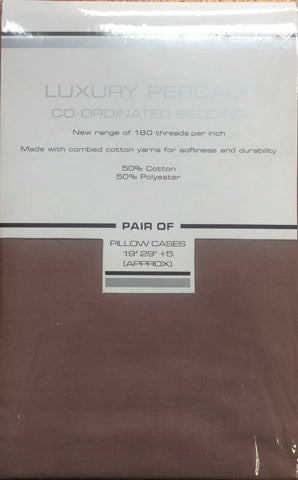 LUXURY PERCALE
CO-ORDINATED BEDDING
New range of 180 threads per inch
Made with combed cotton yarns for softness and durability
50% Cotton
50% Polyester
PAIR OF
PILLOW CASES
19" 29" +5
(APPROX)